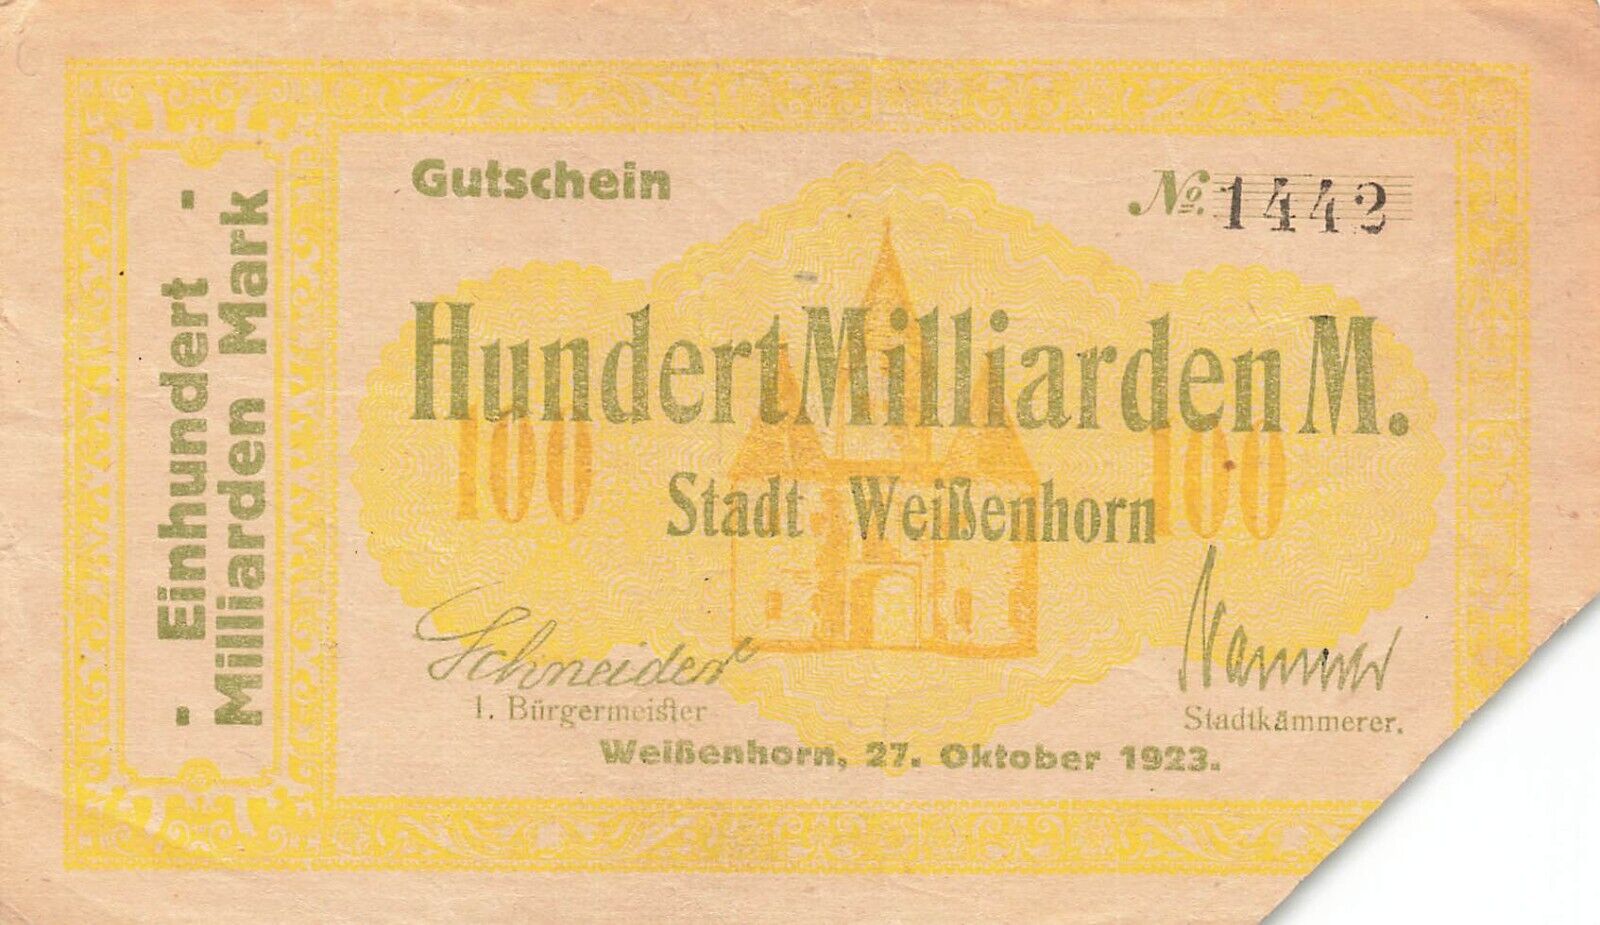 - Einhundert -
Milliarden Mark
Gutschein
No. 1442
Hundert Milliarden M.
100 100
Stadt Weißenhorn
Schneider
1. Bürgermeister
Stadtkämmerer.
Weißenhorn, 27. Oktober 1923.